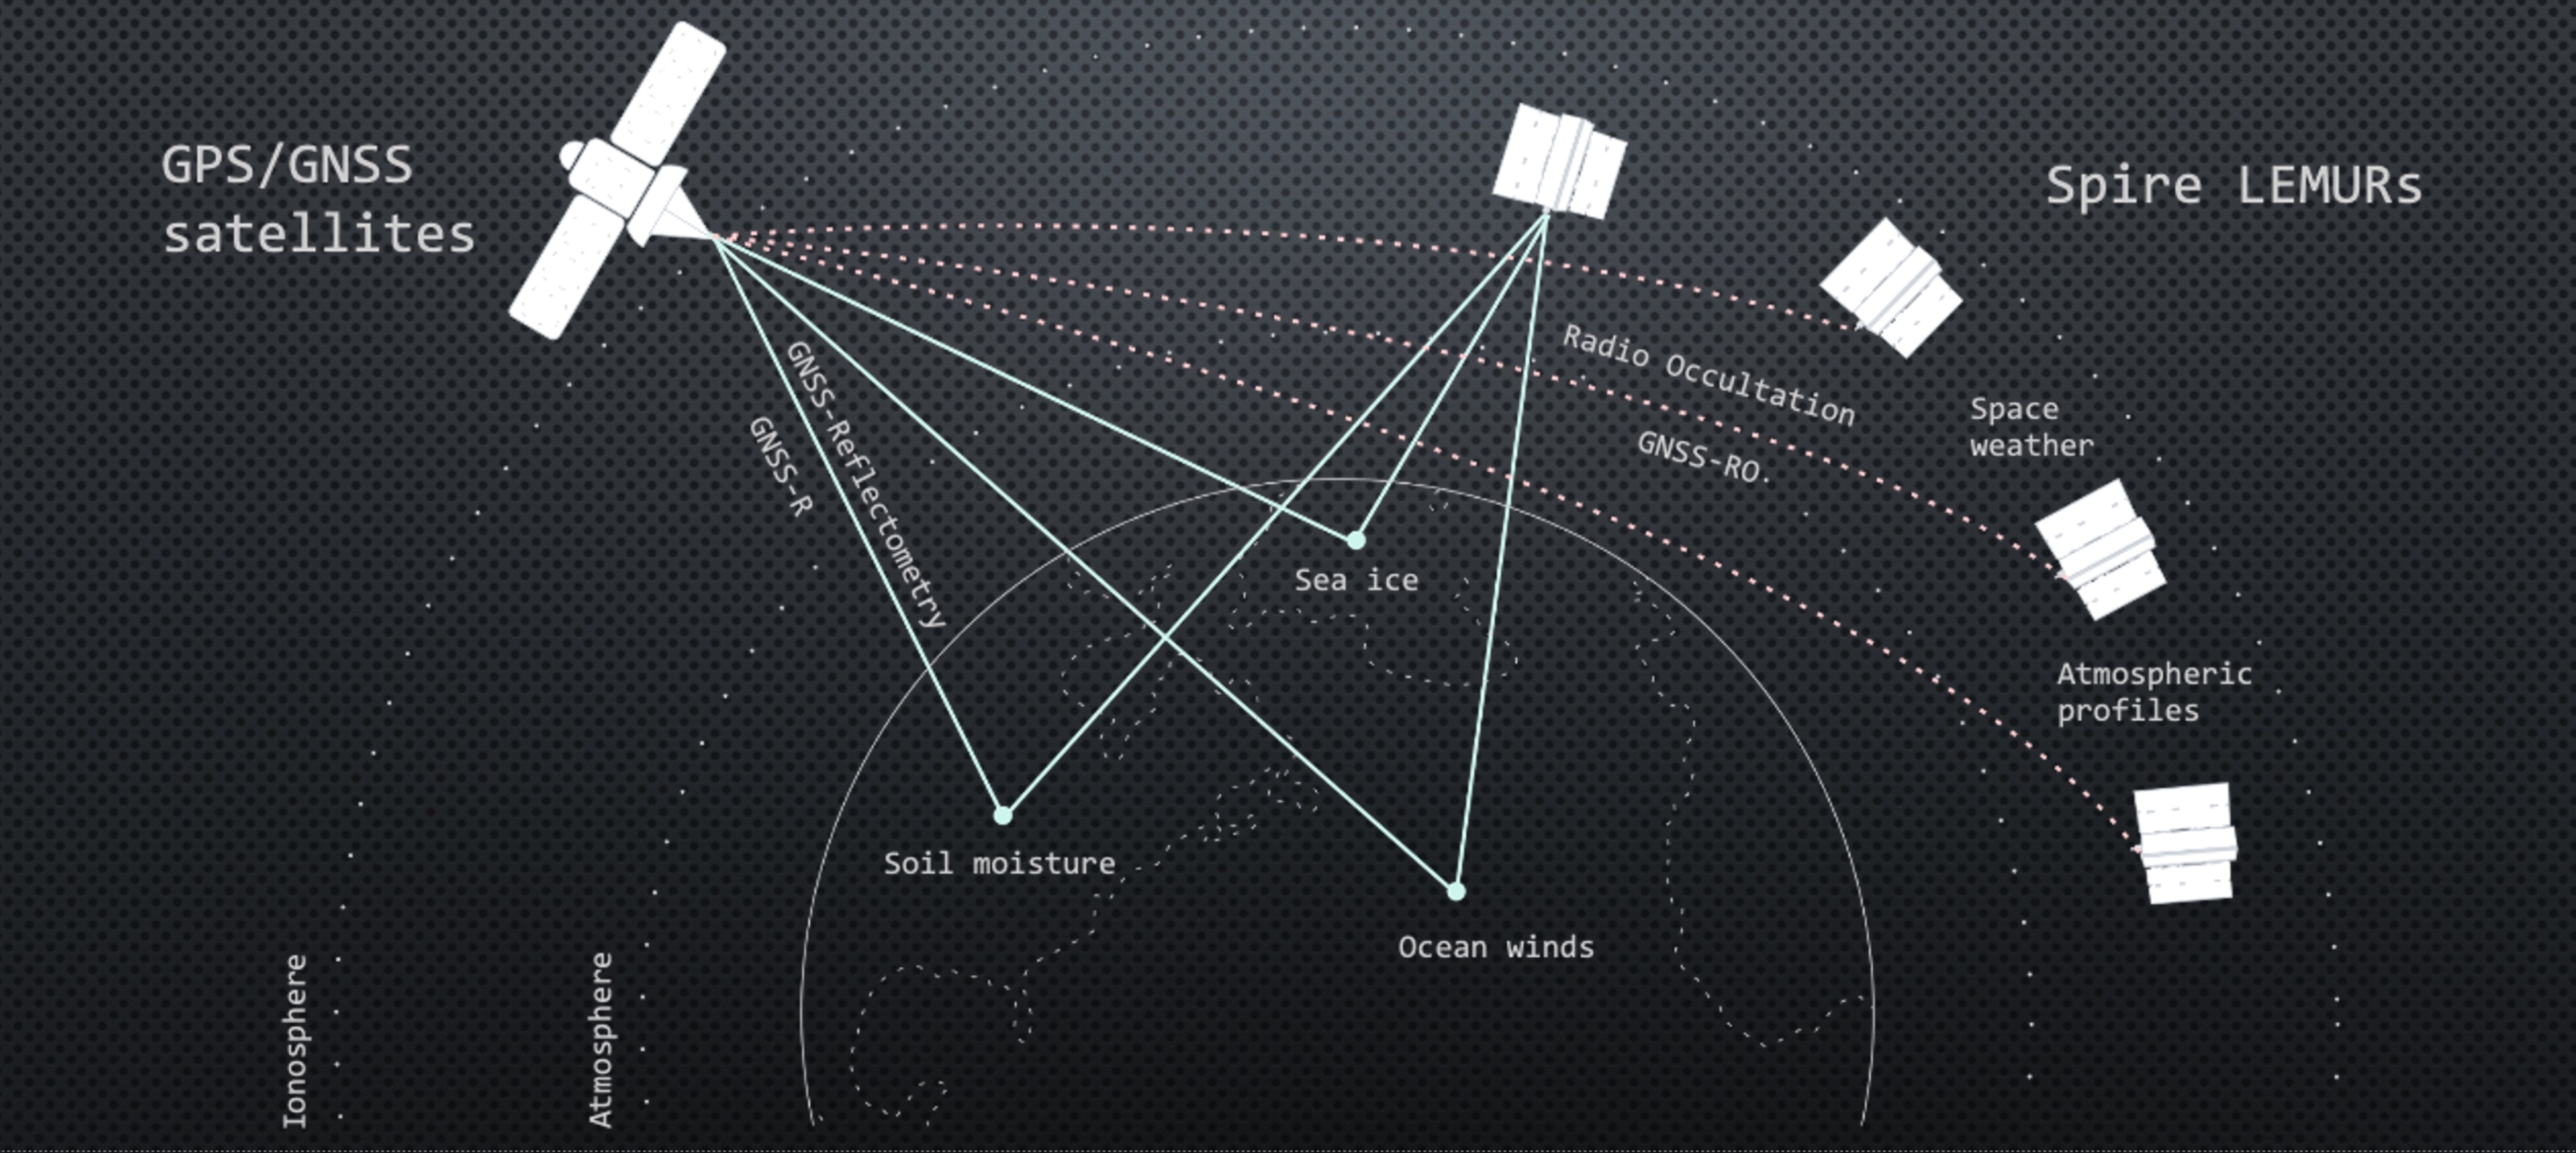 GPS/GNSS
satellites
Spire LEMURs
GNSS-Reflectometry
GNSS-R
Radio Occultation
GNSS-RO.
Space
weather
Sea ice
Atmospheric
profiles
Soil moisture
Ocean winds
Ionosphere
Atmosphere